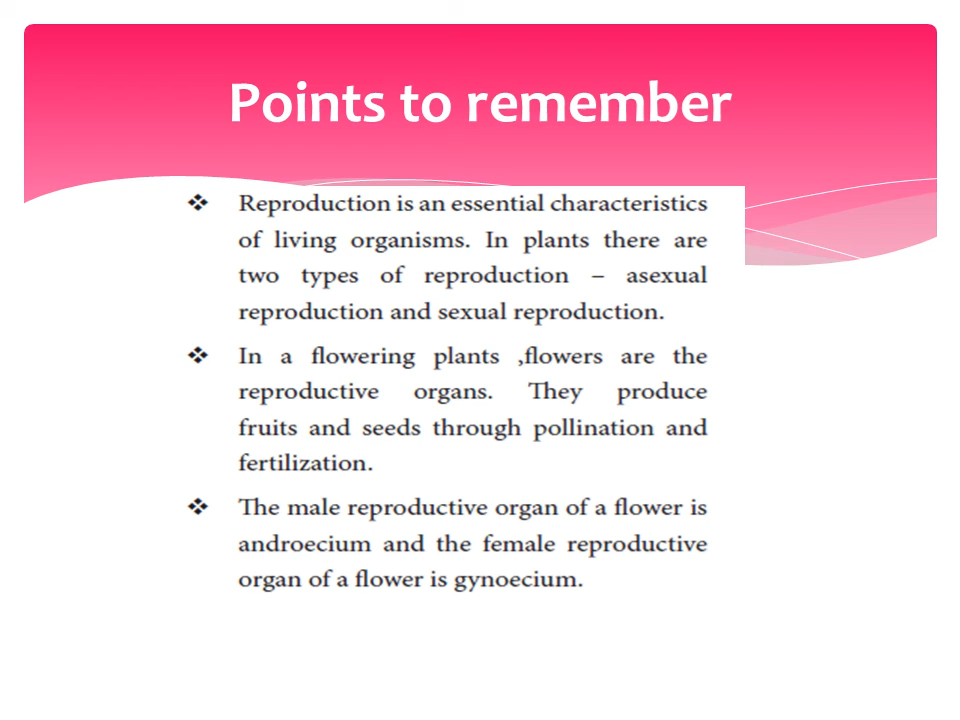 Points to remember
❖ Reproduction is an essential characteristics
of living organisms. In plants there are
two types of reproduction – asexual
reproduction and sexual reproduction.
❖ In a flowering plants ,flowers are the
reproductive organs. They produce
fruits and seeds through pollination and
fertilization.
❖ The male reproductive organ of a flower is
androecium and the female reproductive
organ of a flower is gynoecium.